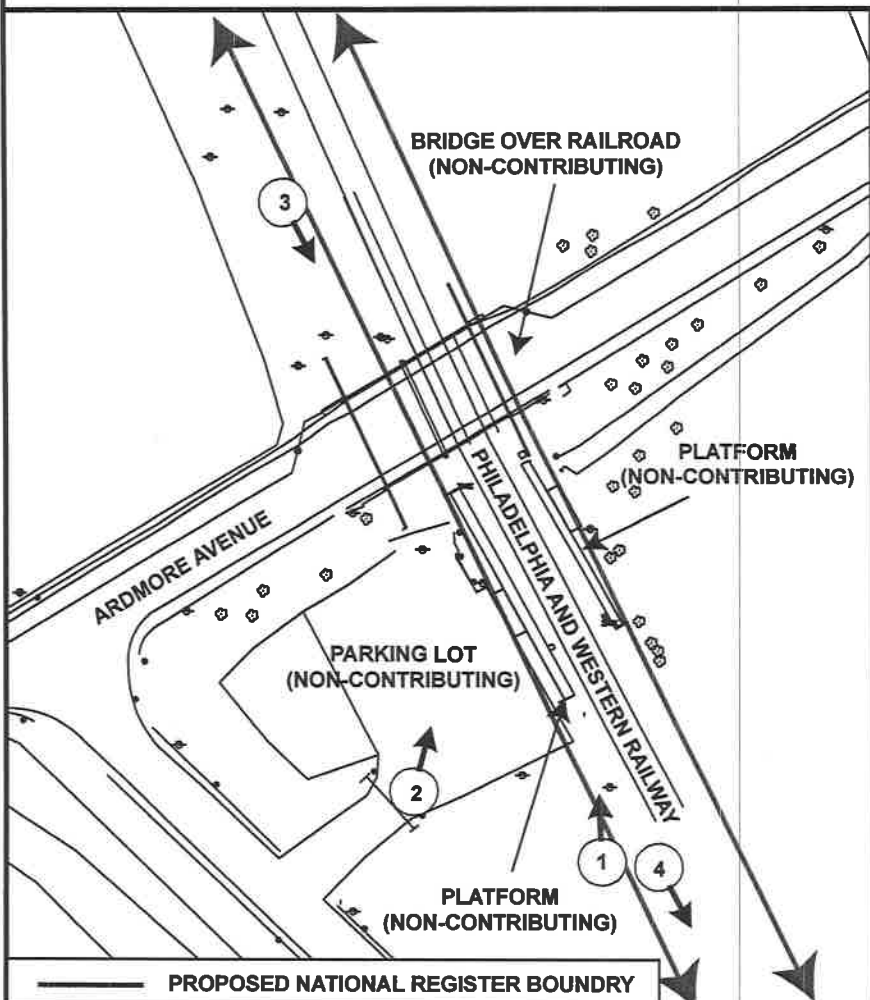 BRIDGE OVER RAILROAD
(NON-CONTRIBUTING)
3
PLATFORM
(NON-CONTRIBUTING)
PHILADELPHIA AND WESTERN RAILWAY
ARDMORE AVENUE
PARKING LOT
(NON-CONTRIBUTING)
2
1
4
PLATFORM
(NON-CONTRIBUTING)
PROPOSED NATIONAL REGISTER BOUNDRY